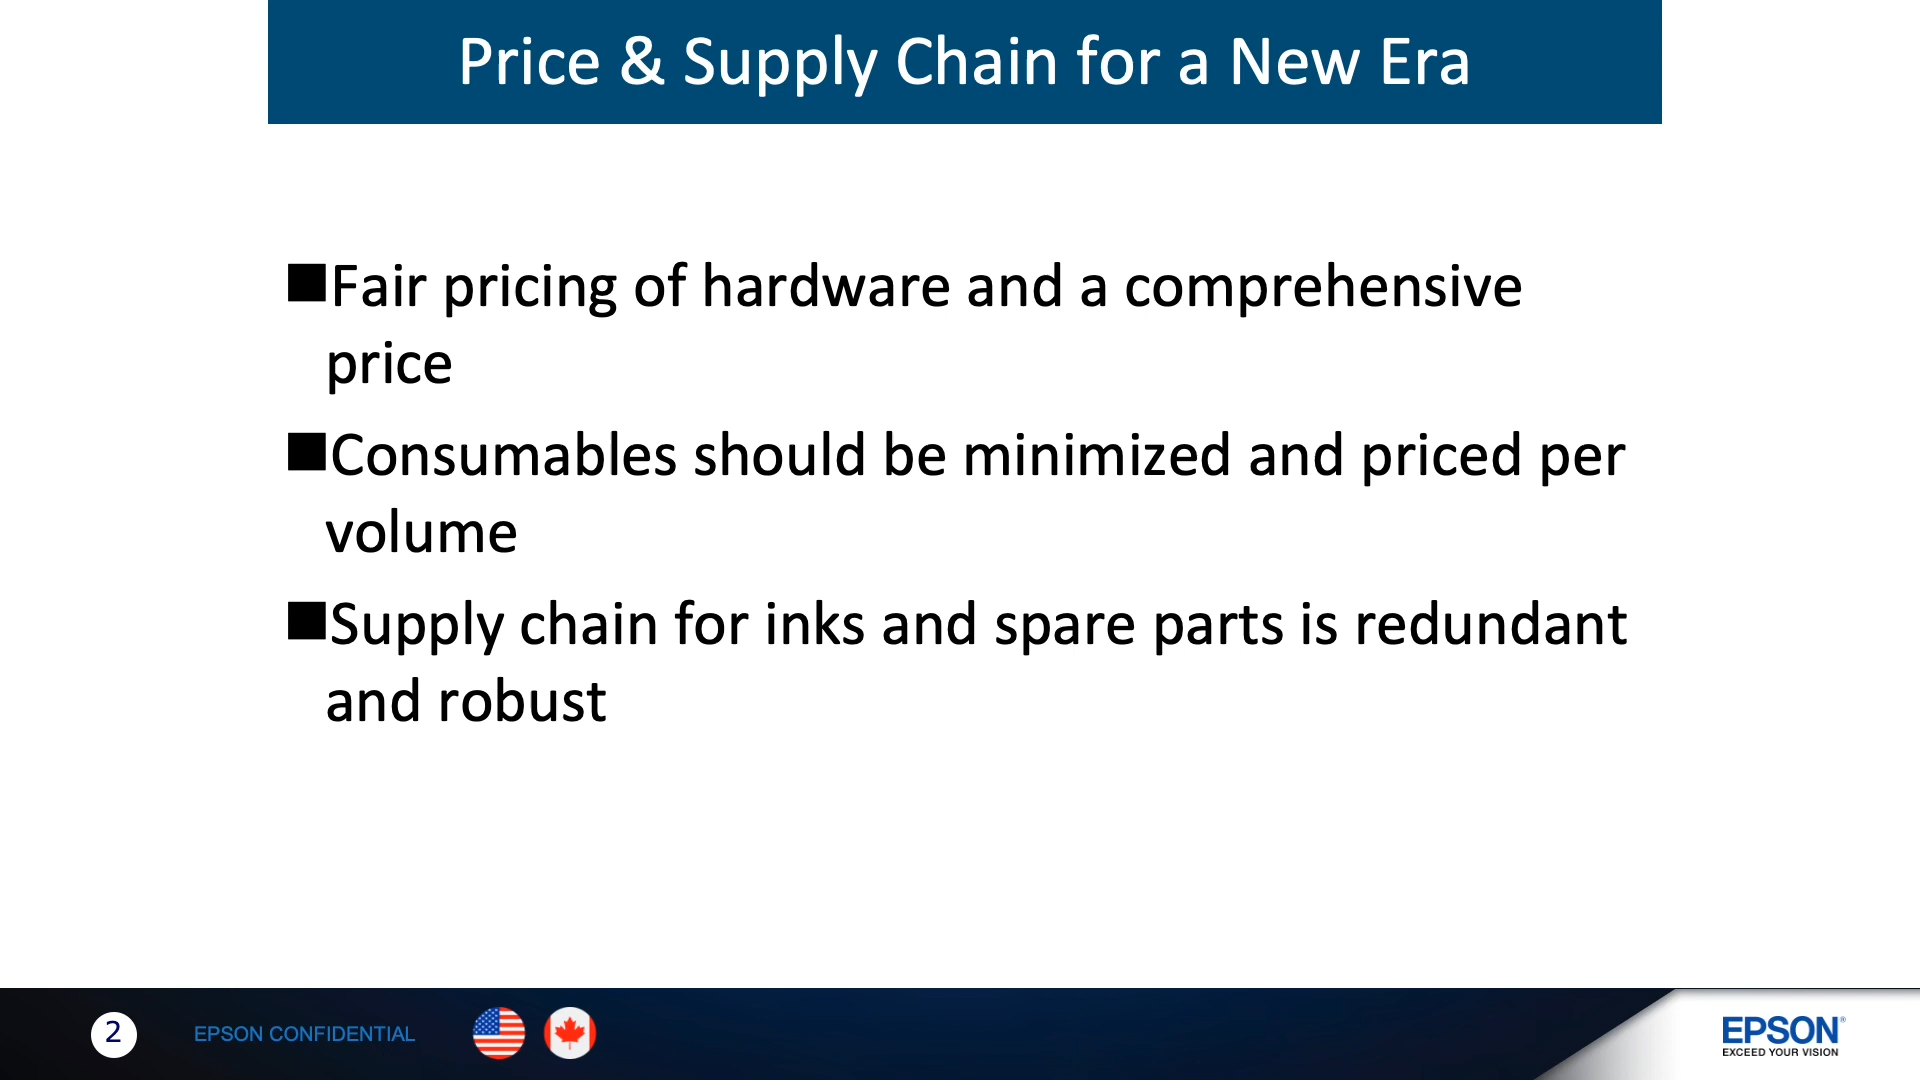 Price & Supply Chain for a New Era
■Fair pricing of hardware and a comprehensive
price
■Consumables should be minimized and priced per
volume
■Supply chain for inks and spare parts is redundant
and robust
2
EPSON CONFIDENTIAL
EPSON®
EXCEED YOUR VISION